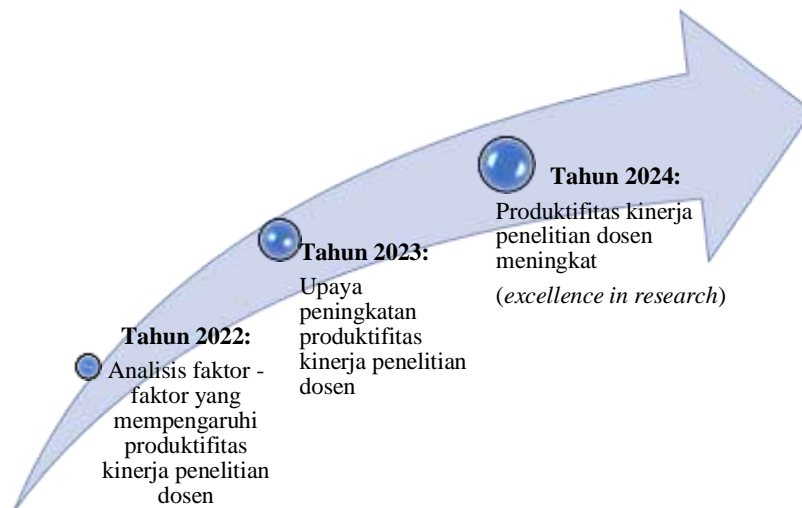 Tahun 2022:
Analisis faktor -
faktor yang
mempengaruhi
produktifitas
kinerja penelitian
dosen
Tahun 2023:
Upaya
peningkatan
produktifitas
kinerja penelitian
dosen
Tahun 2024:
Produktifitas kinerja
penelitian dosen
meningkat
(excellence in research)